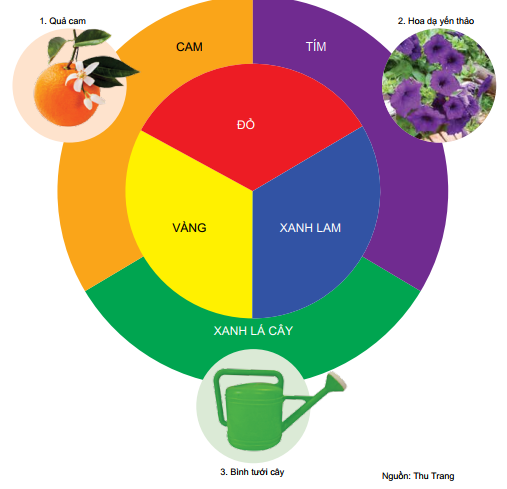 1. Quả cam
2. Hoa dạ yến thảo
CAM
TÍM
ĐỎ
VÀNG
XANH LAM
XANH LÁ CÂY
3. Bình tưới cây
Nguồn: Thu Trang